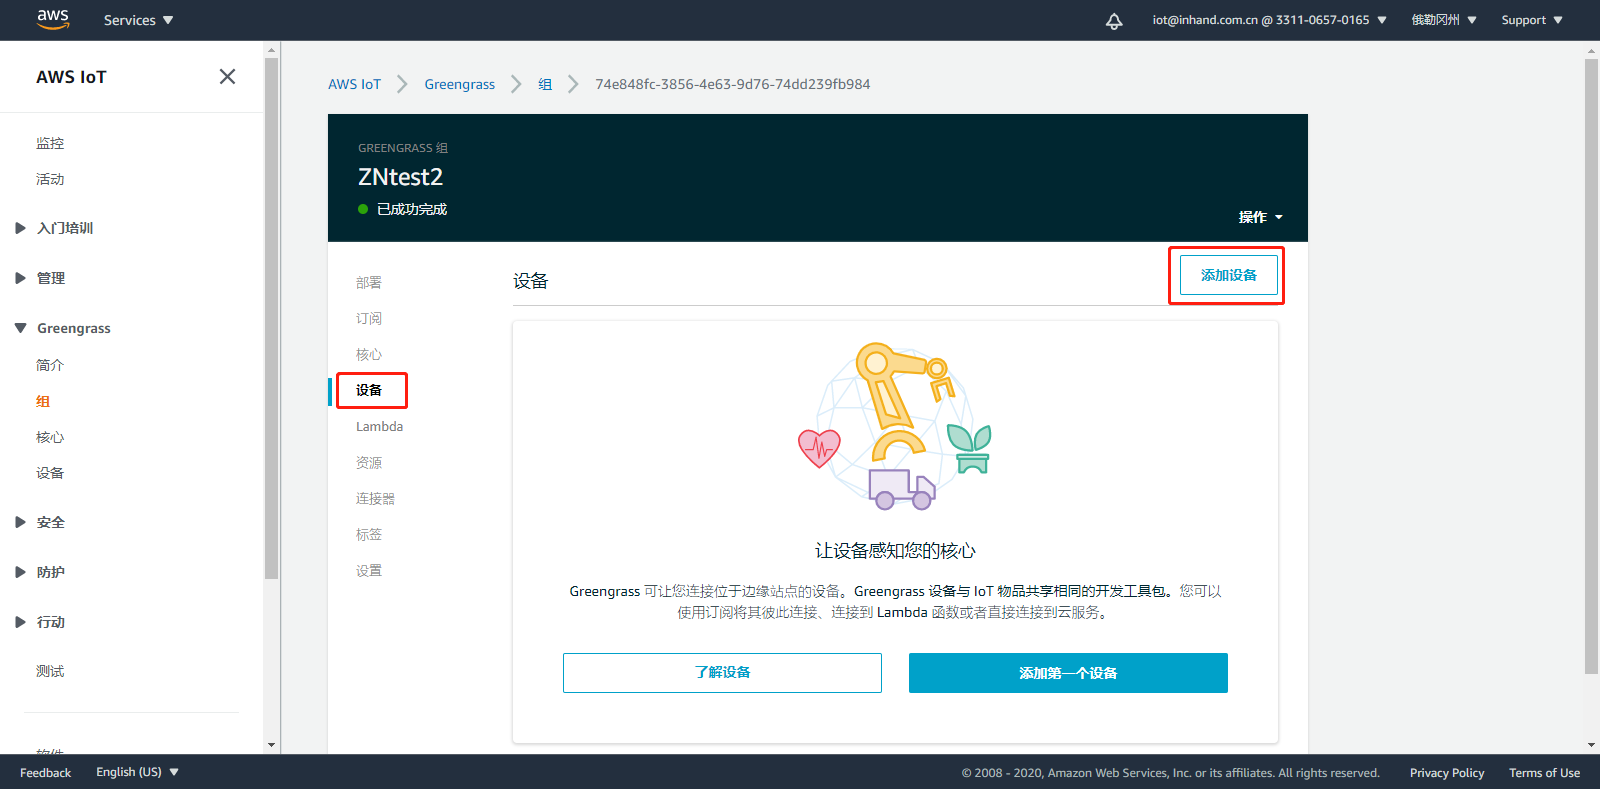 aws
Services
iot@inhand.com.cn @ 3311-0657-0165
俄勒冈州
Support
AWS IoT
监控
活动
入门培训
管理
Greengrass
简介
组
核心
设备
安全
防护
行动
测试
软件
AWS IoT
Greengrass
组
74e848fc-3856-4e63-9d76-74dd239fb984
GREENGRASS 组
ZNtest2
已成功完成
操作
部署
订阅
核心
设备
Lambda
资源
连接器
标签
设置
设备
添加设备
让设备感知您的核心
Greengrass 可让您连接位于边缘站点的设备。Greengrass 设备与 IoT 物品共享相同的开发工具包。您可以
使用订阅将其彼此连接、连接到 Lambda 函数或者直接连接到云服务。
了解设备
添加第一个设备
Feedback
English (US)
© 2008 - 2020, Amazon Web Services, Inc. or its affiliates. All rights reserved.
Privacy Policy
Terms of Use